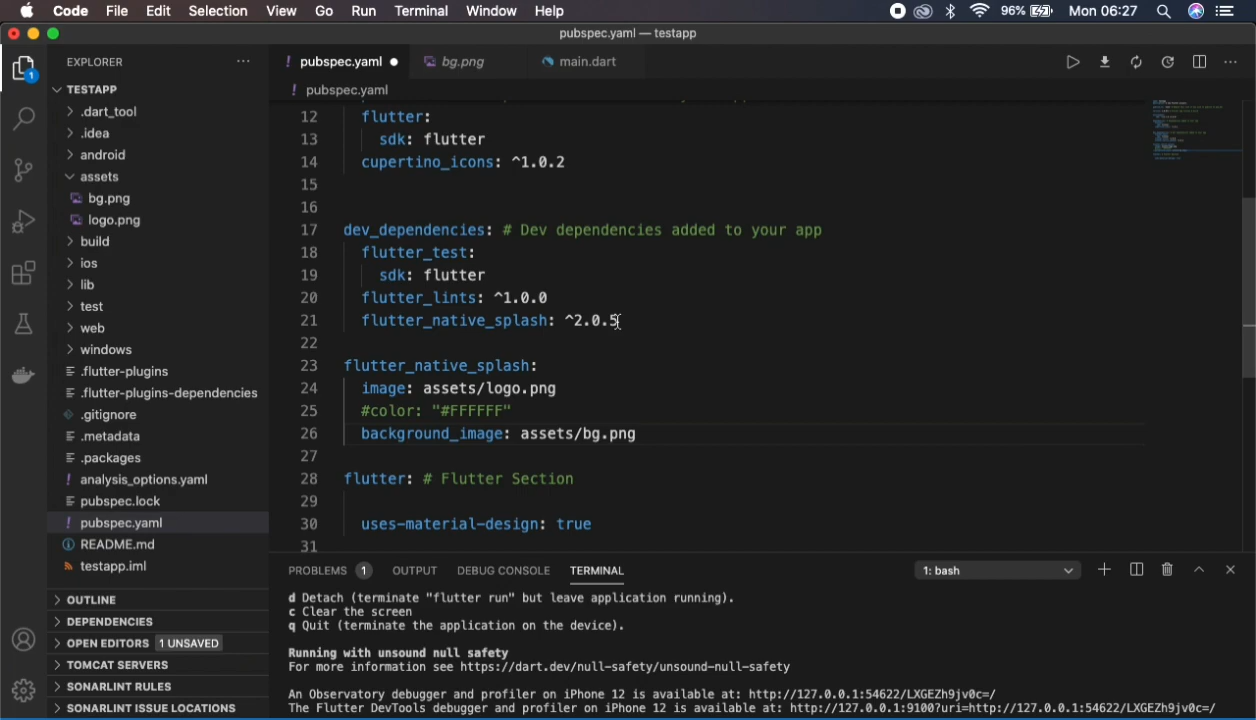 Code File Edit Selection View Go Run Terminal Window Help 96% Mon 06:27
pubspec.yaml — testapp
EXPLORER ···
! pubspec.yaml ● bg.png main.dart
! pubspec.yaml
1
TESTAPP
.dart_tool
.idea
android
assets
bg.png
logo.png
build
ios
lib
test
web
windows
.flutter-plugins
.flutter-plugins-dependencies
.gitignore
.metadata
.packages
! analysis_options.yaml
pubspec.lock
! pubspec.yaml
README.md
testapp.iml
OUTLINE
DEPENDENCIES
OPEN EDITORS 1 UNSAVED
TOMCAT SERVERS
SONARLINT RULES
SONARLINT ISSUE LOCATIONS
12 flutter:
13 sdk: flutter
14 cupertino_icons: ^1.0.2
15
16
17 dev_dependencies: # Dev dependencies added to your app
18 flutter_test:
19 sdk: flutter
20 flutter_lints: ^1.0.0
21 flutter_native_splash: ^2.0.5
22
23 flutter_native_splash:
24 image: assets/logo.png
25 #color: "#FFFFFF"
26 background_image: assets/bg.png
27
28 flutter: # Flutter Section
29
30 uses-material-design: true
31
PROBLEMS 1 OUTPUT DEBUG CONSOLE TERMINAL 1: bash
d Detach (terminate "flutter run" but leave application running).
c Clear the screen
q Quit (terminate the application on the device).
Running with unsound null safety
For more information see https://dart.dev/null-safety/unsound-null-safety
An Observatory debugger and profiler on iPhone 12 is available at: http://127.0.0.1:54622/LXGEZh9jv0c=/
The Flutter DevTools debugger and profiler on iPhone 12 is available at: http://127.0.0.1:9100?uri=http://127.0.0.1:54622/LXGEZh9jv0c=/